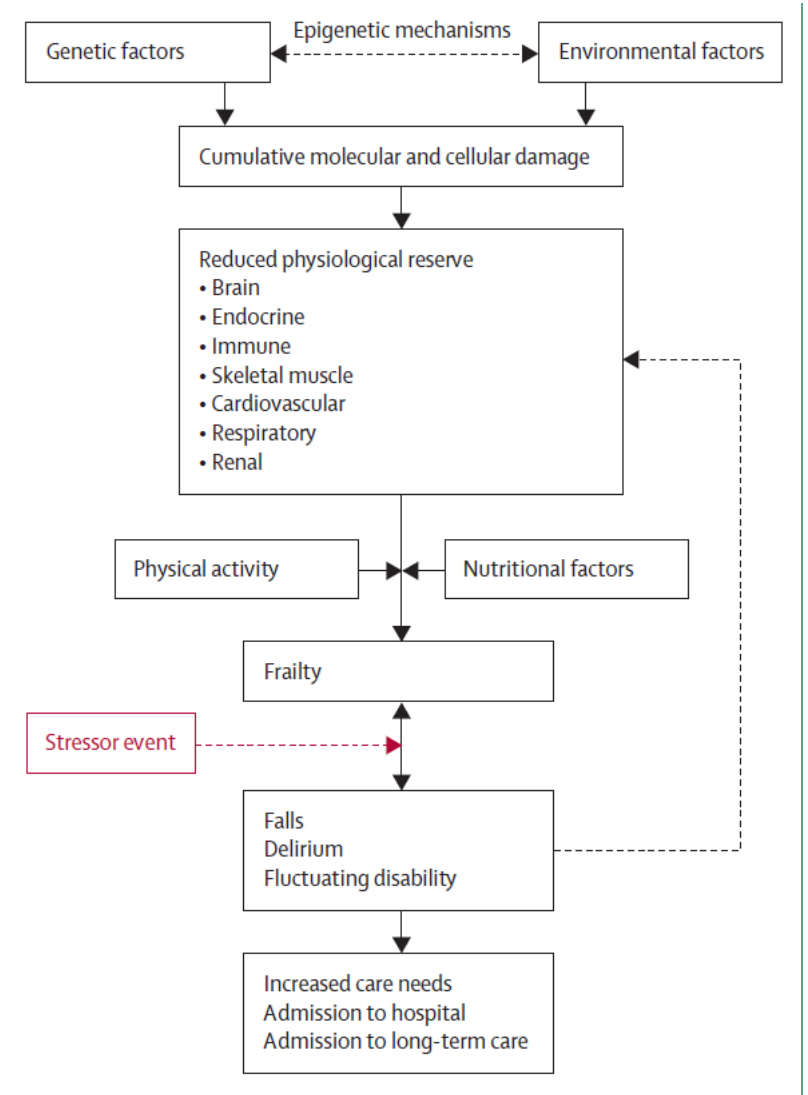 Epigenetic mechanisms
Genetic factors
Environmental factors
Cumulative molecular and cellular damage
Reduced physiological reserve
• Brain
• Endocrine
• Immune
• Skeletal muscle
• Cardiovascular
• Respiratory
• Renal
Physical activity
Nutritional factors
Frailty
Stressor event
Falls
Delirium
Fluctuating disability
Increased care needs
Admission to hospital
Admission to long-term care